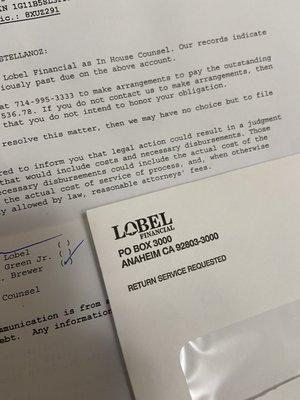 IN 1G11B5SL
ic.: 8XUZ291
STELLANOZ:
Lobel Financial as In House Counsel. Our records indicate
iously past due on the above account.
at 714-995-3333 to make arrangements to pay the outstanding
536.78. If you do not contact us to make arrangements, then
that you do not intend to honor your obligation.
resolve this matter, then we may have no choice but to file
red to inform you that legal action could result in a judgment
that would include costs and necessary disbursements. Those
ecessary disbursements could include the actual cost of the
the actual cost of service of process, and, when otherwise
y allowed by law, reasonable attorneys' fees.
Lobel ( )
Green Jr. ( )
. Brewer
Counsel
mmunication is from a
ebt. Any information
LOBEL
FINANCIAL
PO BOX 3000
ANAHEIM CA 92803-3000
RETURN SERVICE REQUESTED